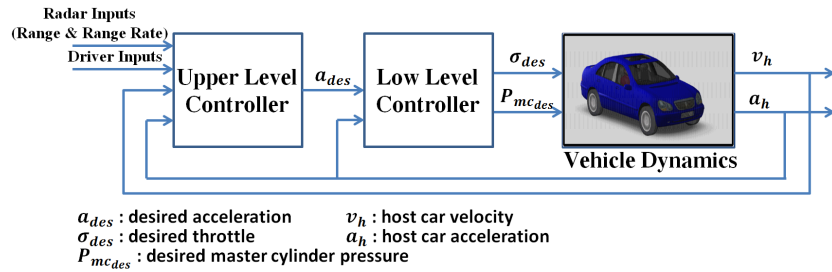 Radar Inputs
(Range & Range Rate)
Driver Inputs
Upper Level
Controller
a_des
Low Level
Controller
σ_des
P_mc_des
v_h
a_h
Vehicle Dynamics
a_des : desired acceleration
v_h : host car velocity
σ_des : desired throttle
a_h : host car acceleration
P_mc_des : desired master cylinder pressure